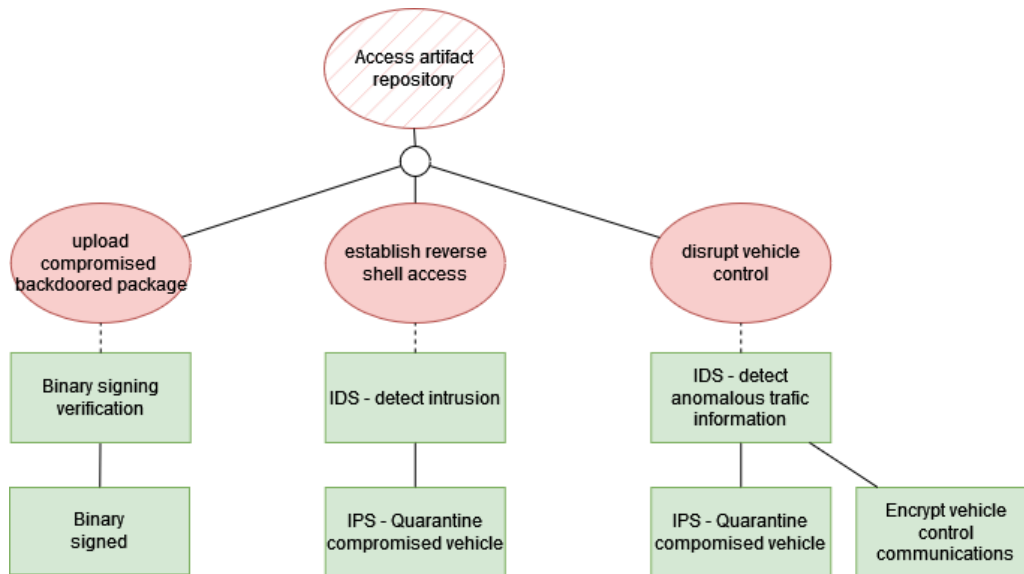 Access artifact
repository
upload
compromised
backdoored package
establish reverse
shell access
disrupt vehicle
control
Binary signing
verification
IDS - detect intrusion
IDS - detect
anomalous trafic
information
Binary
signed
IPS - Quarantine
compromised vehicle
IPS - Quarantine
compomised vehicle
Encrypt vehicle
control
communications